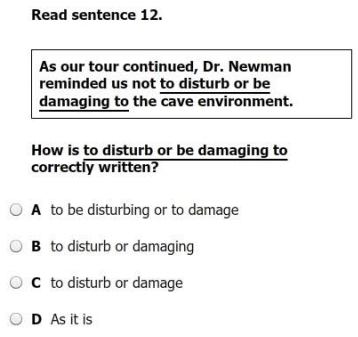 Read sentence 12.
As our tour continued, Dr. Newman
reminded us not to disturb or be
damaging to the cave environment.
How is to disturb or be damaging to
correctly written?
A to be disturbing or to damage
B to disturb or damaging
C to disturb or damage
D As it is